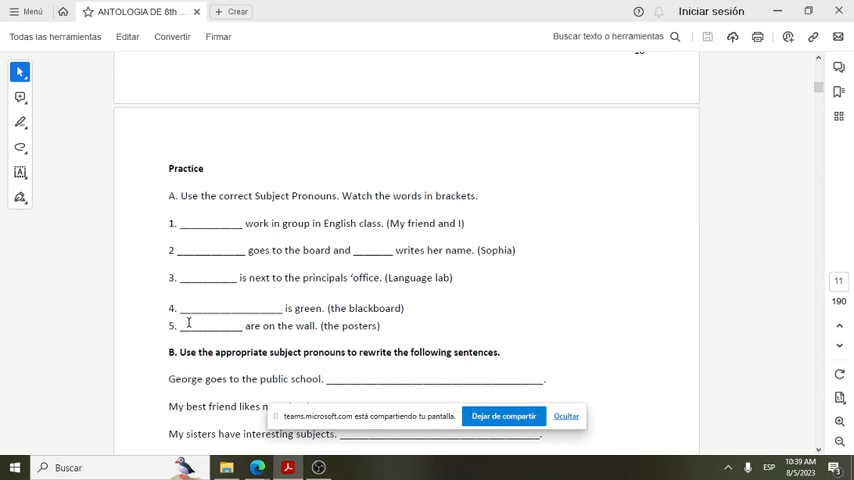 Menú
ANTOLOGIA DE 8th ...
Crear
Iniciar sesión
Todas las herramientas
Editar
Convertir
Firmar
Buscar texto o herramientas
Practice
A. Use the correct Subject Pronouns. Watch the words in brackets.
1. ___________ work in group in English class. (My friend and I)
2 ____________ goes to the board and _______ writes her name. (Sophia)
3. __________ is next to the principals ‘office. (Language lab)
4. __________________ is green. (the blackboard)
5. ___________ are on the wall. (the posters)
B. Use the appropriate subject pronouns to rewrite the following sentences.
George goes to the public school. ______________________________________.
My best friend likes
My sisters have interesting subjects. ___________________________________.
teams.microsoft.com está compartiendo tu pantalla.
Dejar de compartir
Ocultar
11
190
Buscar
ESP
10:39 AM
8/5/2023